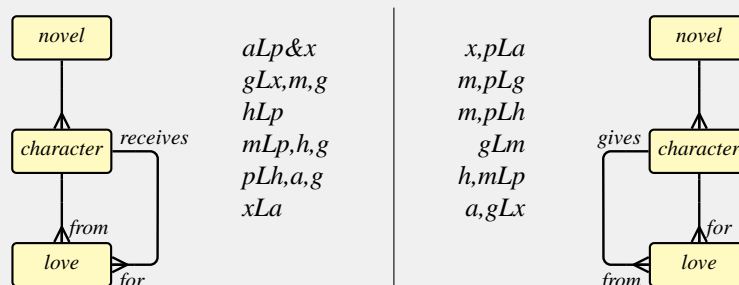 novel
character
receives
from
love
for
aLp&x
gLx,m,g
hLp
mLp,h,g
pLh,a,g
xLa
x,pLa
m,pLg
m,pLh
gLm
h,mLp
a,gLx
novel
gives
character
for
love
from